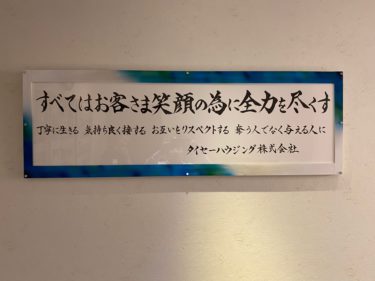 すべてはお客さま笑顔の為に全力を尽くす
丁寧に生きる 気持ち良く接する お互いをリスペクトする 奪う人でなく与える人に
タイセーハウジング株式会社